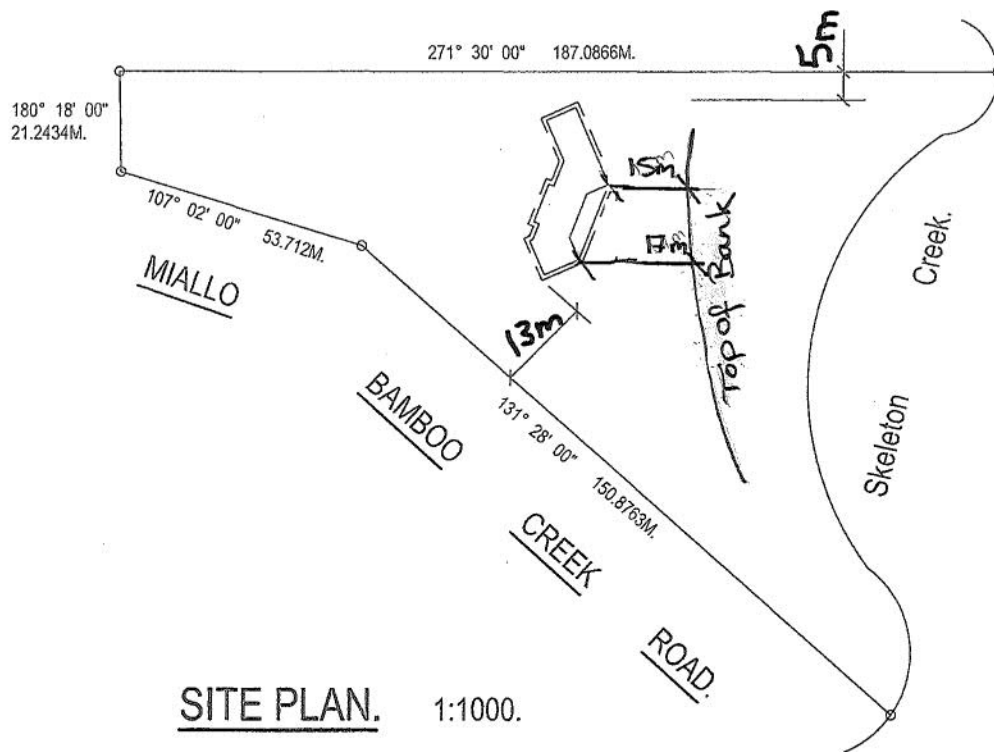 271° 30' 00" 187.0866M.
5m
180° 18' 00"
21.2434M.
15m
17m
107° 02' 00" 53.712M.
Top of Bank
Creek.
Skeleton
MIALLO
13m
BAMBOO
131° 28' 00" 150.8763M.
CREEK
ROAD.
SITE PLAN. 1:1000.